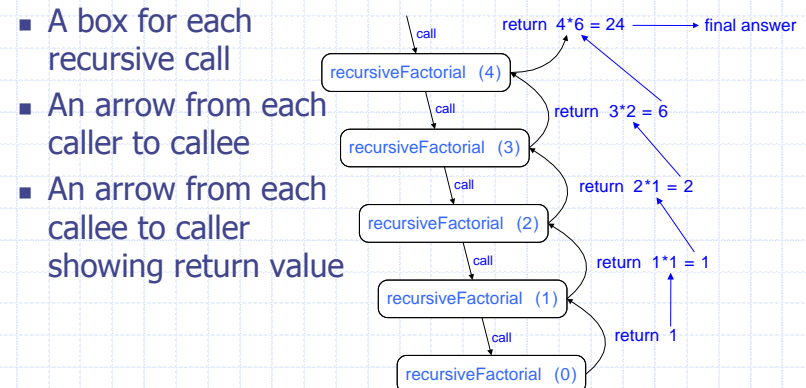 ▪ A box for each
recursive call
▪ An arrow from each
caller to callee
▪ An arrow from each
callee to caller
showing return value
call
return 4*6 = 24
final answer
recursiveFactorial (4)
call
return 3*2 = 6
recursiveFactorial (3)
call
return 2*1 = 2
recursiveFactorial (2)
call
return 1*1 = 1
recursiveFactorial (1)
call
return 1
recursiveFactorial (0)